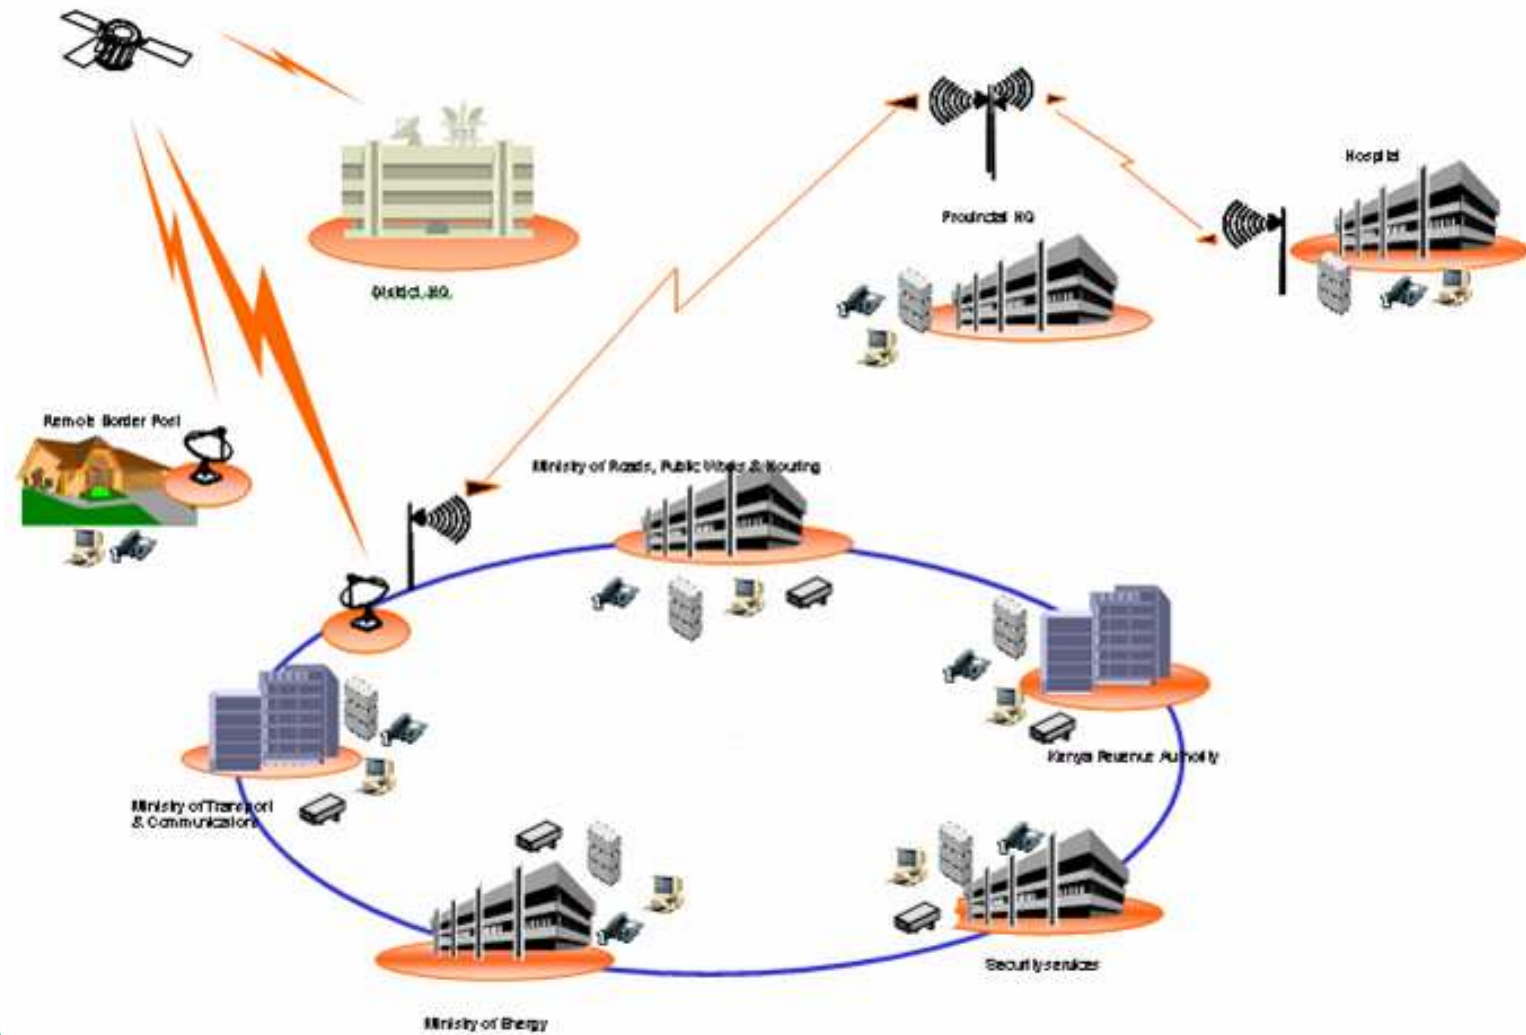 Hospital
Provincial HQ
District HQ.
Remote Border Post
Ministry of Roads, Public Works & Housing
Kenya Revenue Authority
Ministry of Transport
& Communications
Security services
Ministry of Energy